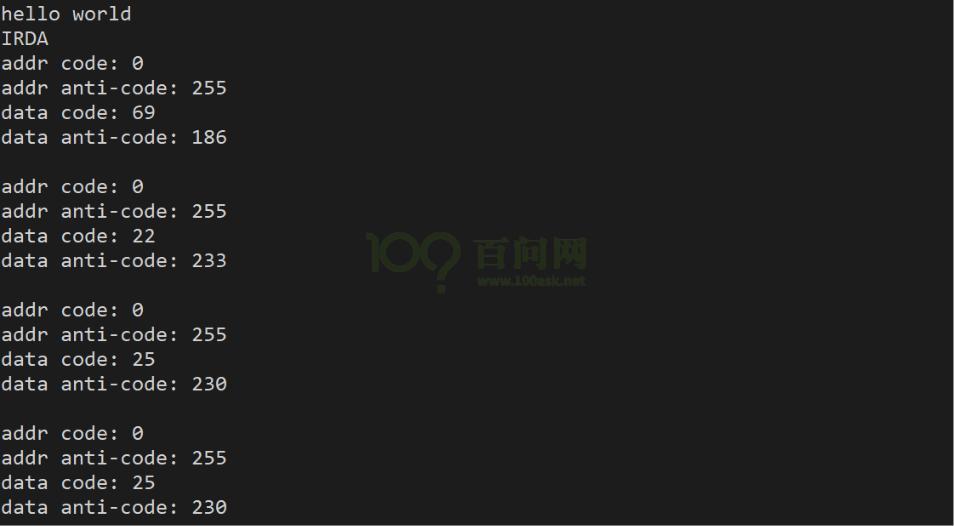 hello world
IRDA
addr code: 0
addr anti-code: 255
data code: 69
data anti-code: 186

addr code: 0
addr anti-code: 255
data code: 22
data anti-code: 233

addr code: 0
addr anti-code: 255
data code: 25
data anti-code: 230

addr code: 0
addr anti-code: 255
data code: 25
data anti-code: 230
100 百问网
www.100ask.net